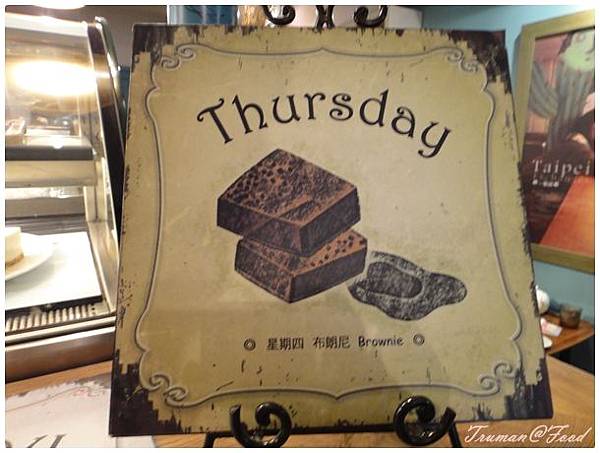 Thursday
◎ 星期四 布朗尼 Brownie ◎
Taipei
Truman@Food